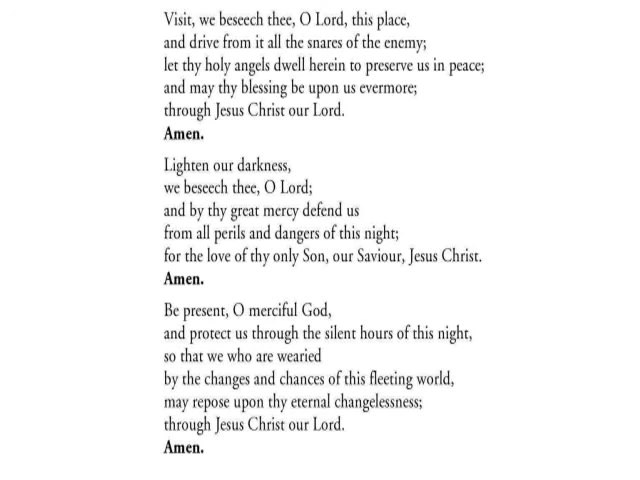 Visit, we beseech thee, O Lord, this place,
and drive from it all the snares of the enemy;
let thy holy angels dwell herein to preserve us in peace;
and may thy blessing be upon us evermore;
through Jesus Christ our Lord.
Amen.
Lighten our darkness,
we beseech thee, O Lord;
and by thy great mercy defend us
from all perils and dangers of this night;
for the love of thy only Son, our Saviour, Jesus Christ.
Amen.
Be present, O merciful God,
and protect us through the silent hours of this night,
so that we who are wearied
by the changes and chances of this fleeting world,
may repose upon thy eternal changelessness;
through Jesus Christ our Lord.
Amen.